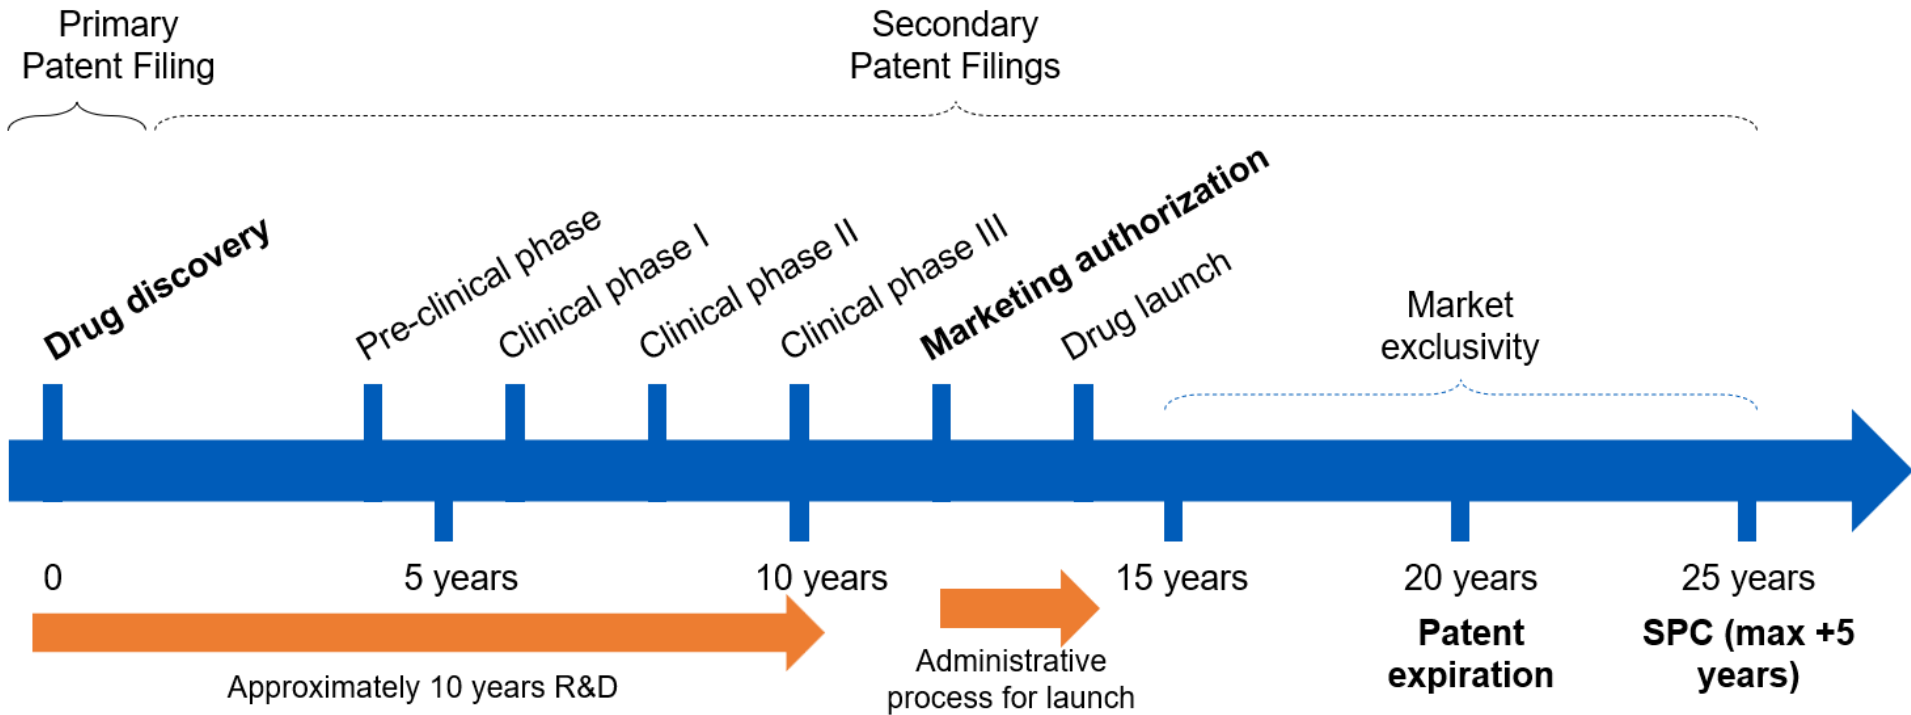 Primary
Patent Filing
Secondary
Patent Filings
Drug discovery
Pre-clinical phase
Clinical phase I
Clinical phase II
Clinical phase III
Marketing authorization
Drug launch
Market
exclusivity
0
5 years
10 years
15 years
20 years
25 years
Patent
expiration
SPC (max +5
years)
Approximately 10 years R&D
Administrative
process for launch